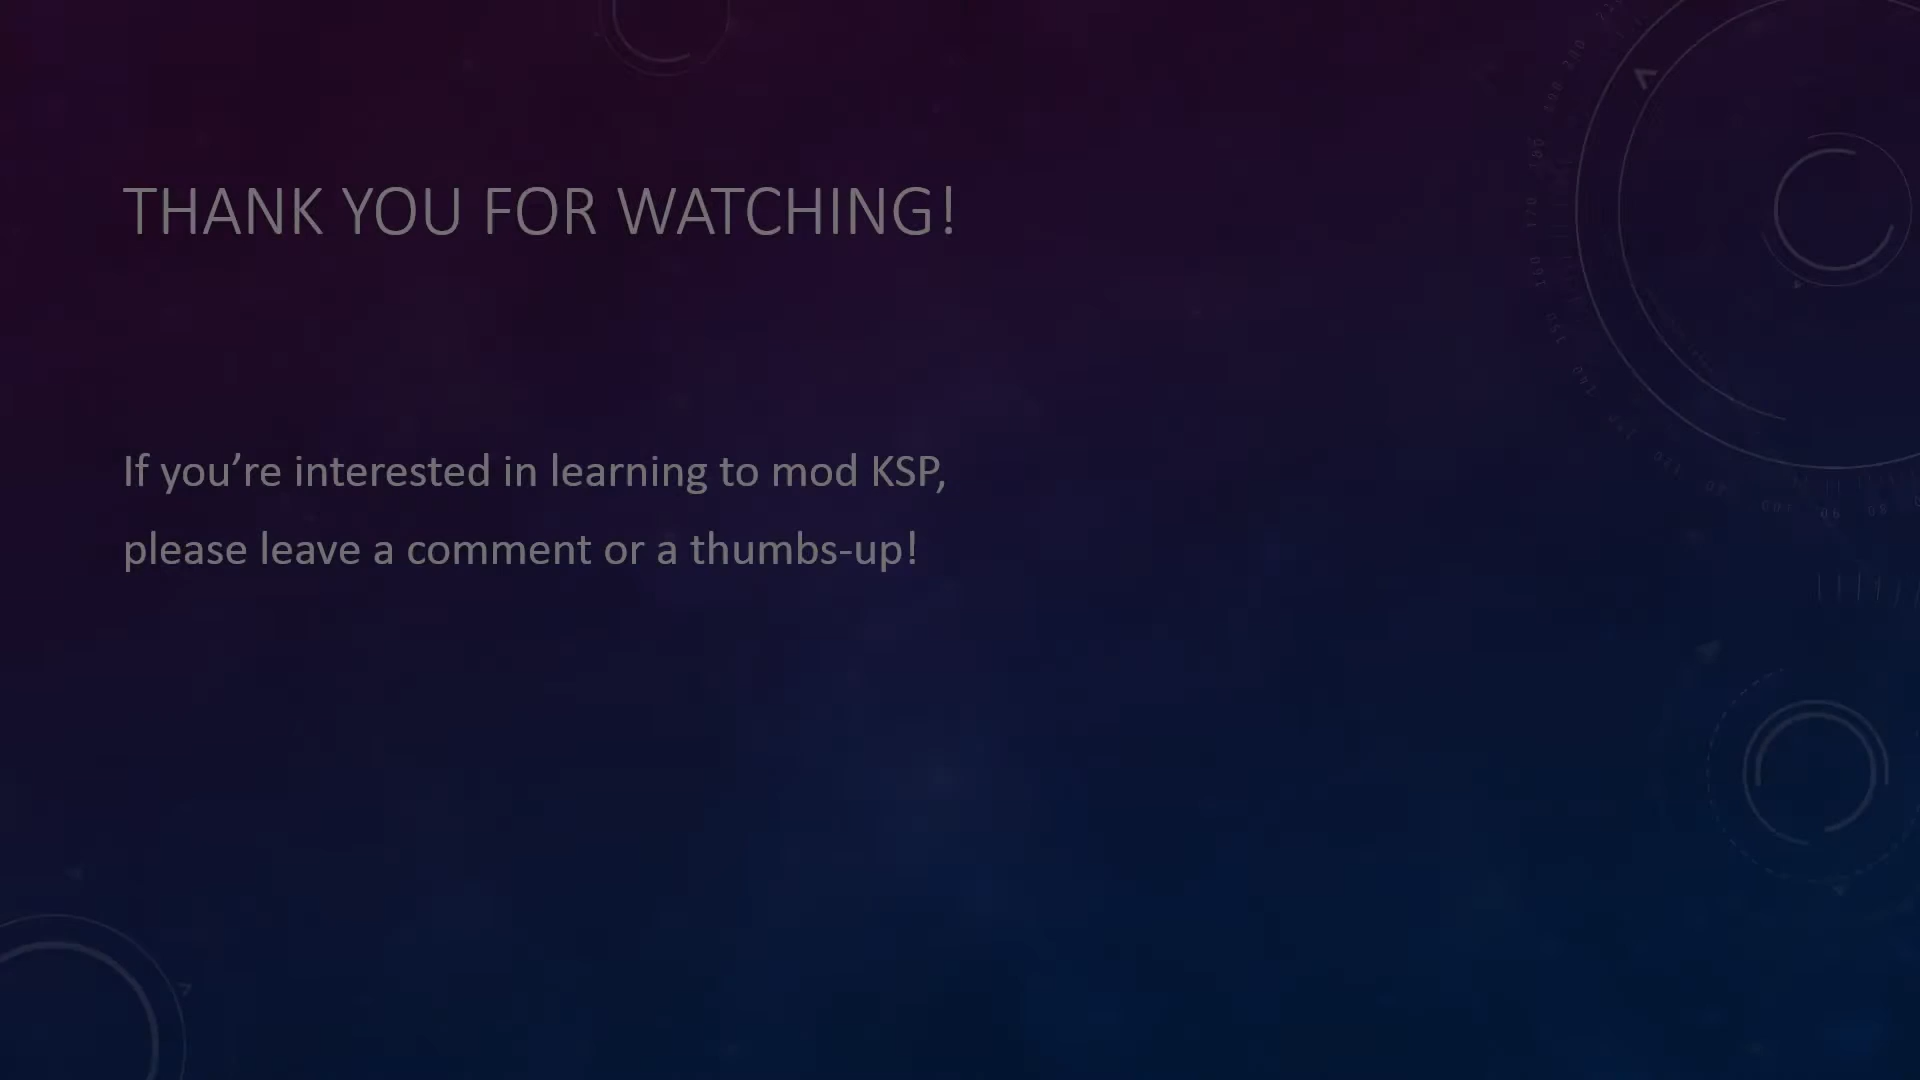 THANK YOU FOR WATCHING!
If you’re interested in learning to mod KSP,
please leave a comment or a thumbs-up!